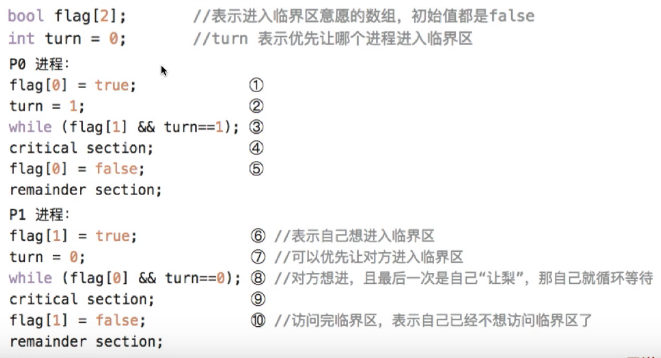 bool flag[2]; //表示进入临界区意愿的数组，初始值都是false
int turn = 0; //turn 表示优先让哪个进程进入临界区
P0 进程：
flag[0] = true; ①
turn = 1; ②
while (flag[1] && turn==1); ③
critical section; ④
flag[0] = false; ⑤
remainder section;
P1 进程：
flag[1] = true; ⑥ //表示自己想进入临界区
turn = 0; ⑦ //可以优先让对方进入临界区
while (flag[0] && turn==0); ⑧ //对方想进，且最后一次是自己“让梨”，那自己就循环等待
critical section; ⑨
flag[1] = false; ⑩ //访问完临界区，表示自己已经不想访问临界区了
remainder section;